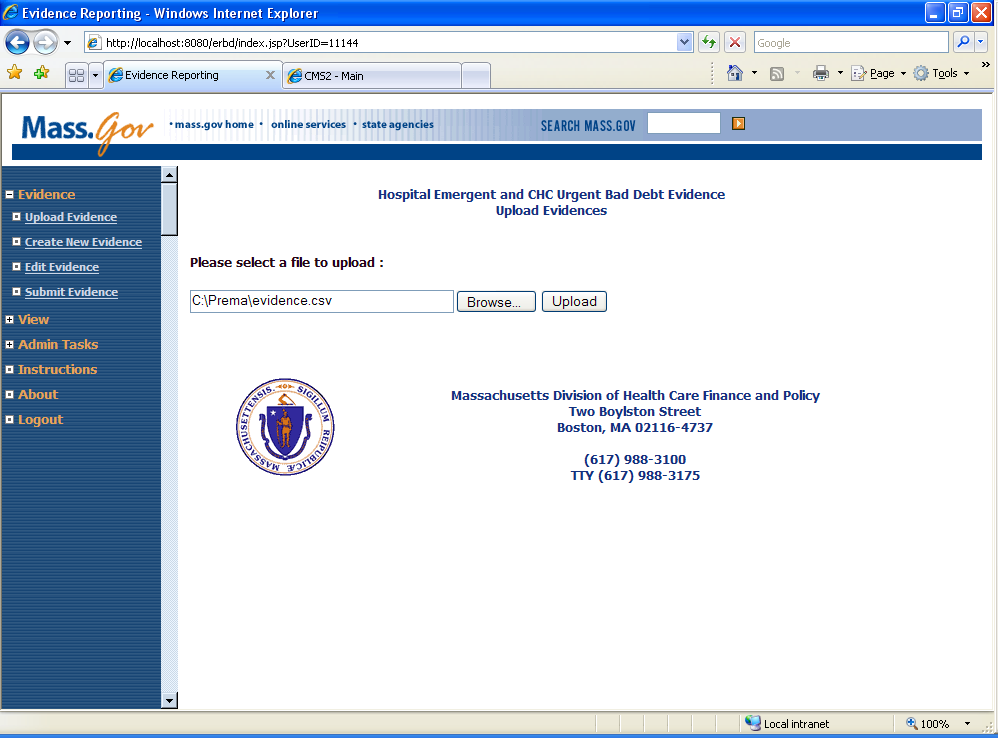 Evidence Reporting - Windows Internet Explorer
http://localhost:8080/erbd/index.jsp?UserID=11144
Google
Evidence Reporting
CMS2 - Main
Page
Tools
Mass.Gov
mass.gov home
online services
state agencies
SEARCH MASS.GOV
Evidence
Upload Evidence
Create New Evidence
Edit Evidence
Submit Evidence
View
Admin Tasks
Instructions
About
Logout
Hospital Emergent and CHC Urgent Bad Debt Evidence
Upload Evidences
Please select a file to upload :
C:\Prema\evidence.csv
Browse...
Upload
SIGILLUM REIPUBLICÆ MASSACHUSETTENSIS
Massachusetts Division of Health Care Finance and Policy
Two Boylston Street
Boston, MA 02116-4737
(617) 988-3100
TTY (617) 988-3175
Local intranet
100%